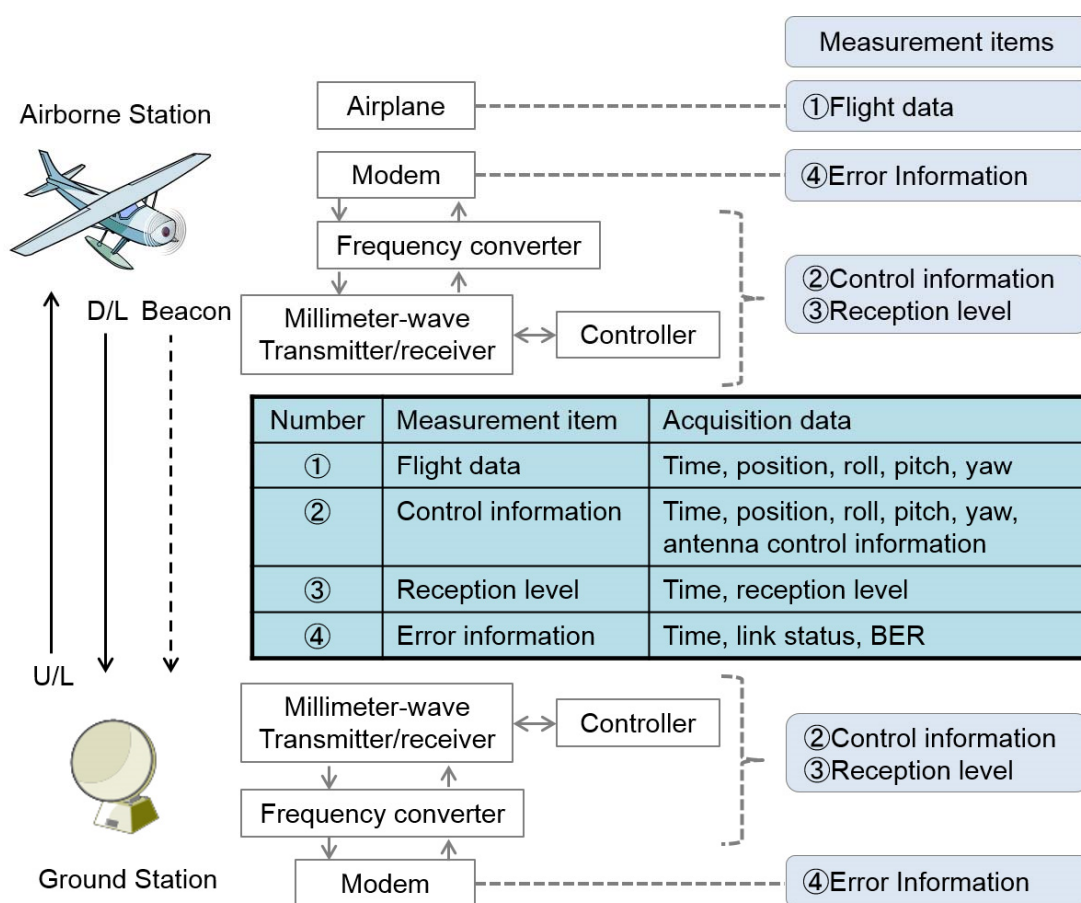 Measurement items
Airborne Station
Airplane
①Flight data
Modem
④Error Information
Frequency converter
②Control information
③Reception level
D/L Beacon
Millimeter-wave
Transmitter/receiver
Controller
Number Measurement item Acquisition data
① Flight data Time, position, roll, pitch, yaw
② Control information Time, position, roll, pitch, yaw,
antenna control information
③ Reception level Time, reception level
④ Error information Time, link status, BER
U/L
Millimeter-wave
Transmitter/receiver
Controller
②Control information
③Reception level
Frequency converter
Ground Station
Modem
④Error Information